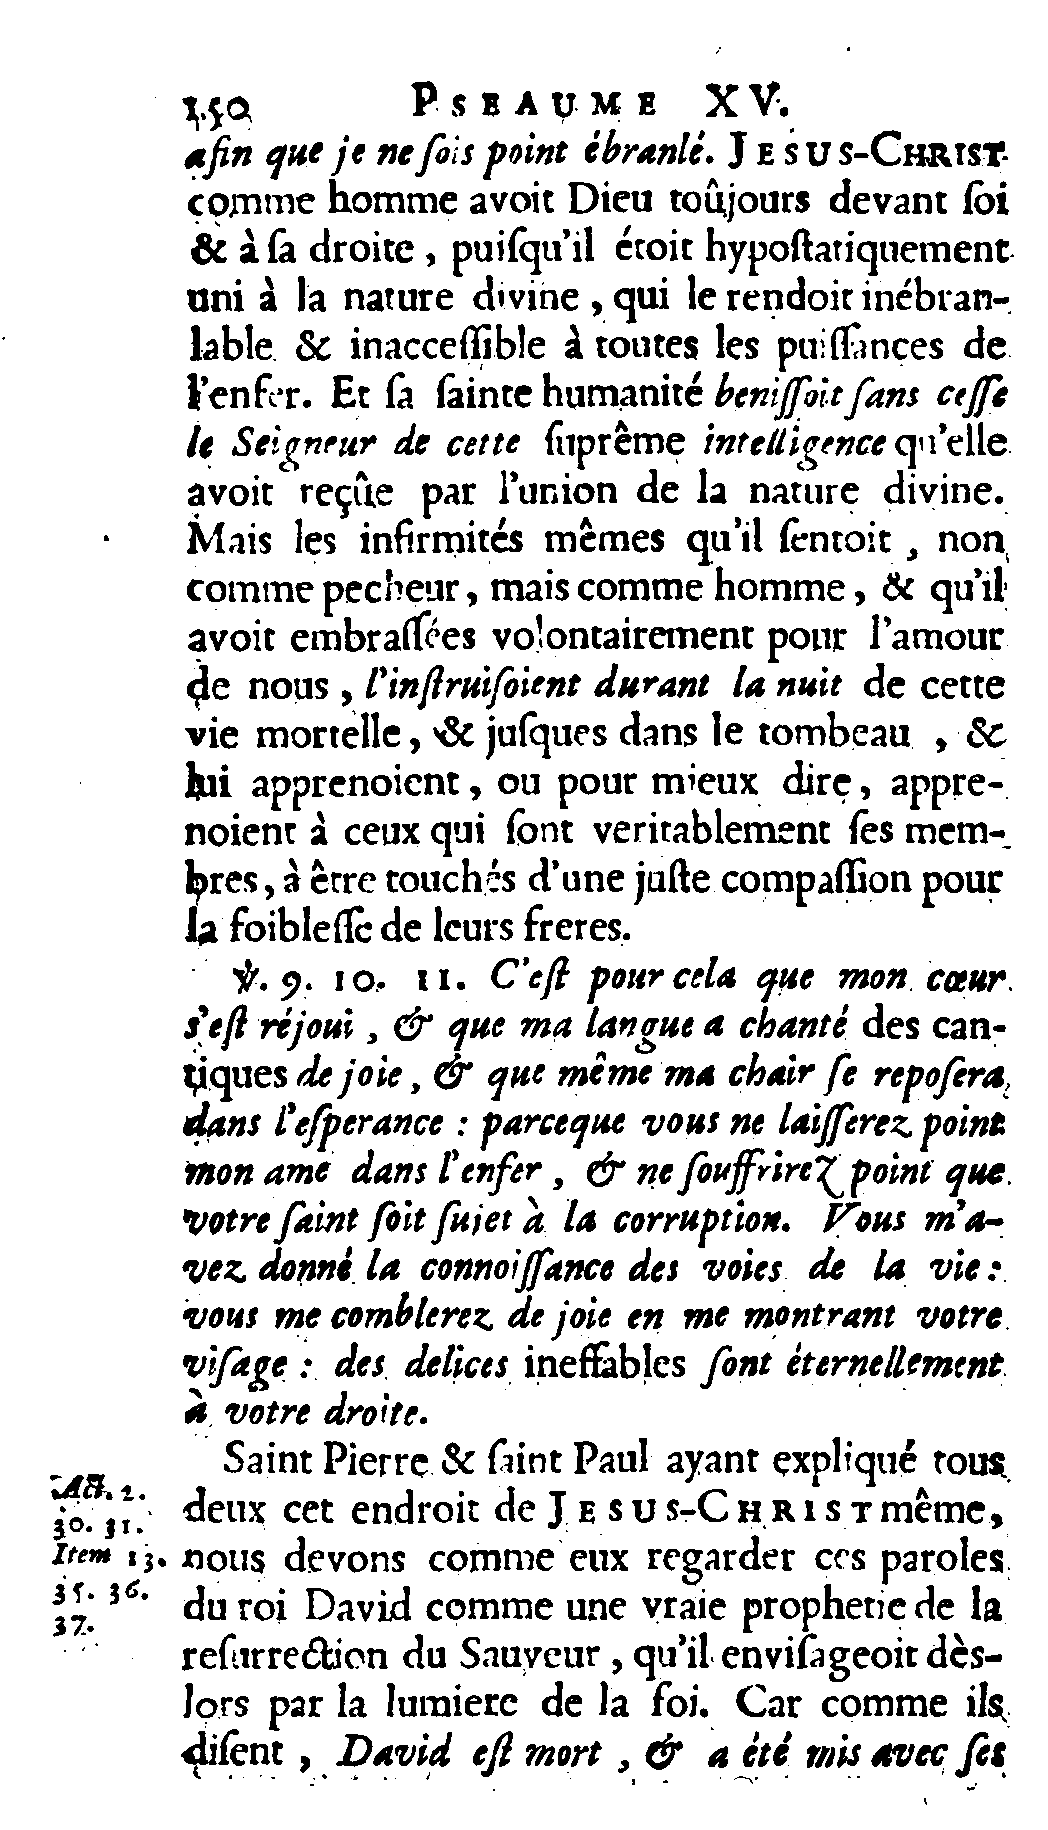 150 PSEAUME XV.
afin que je ne ſois point ébranlé. JESUS-CHRIST
comme homme avoit Dieu toûjours devant ſoi
& à ſa droite, puiſqu'il étoit hypoſtatiquement
uni à la nature divine, qui le rendoit inébran-
lable & inacceſſible à toutes les puiſſances de
l'enfer. Et ſa ſainte humanité beniſſoit ſans ceſſe
le Seigneur de cette ſuprême intelligence qu'elle
avoit reçûe par l'union de la nature divine.
Mais les infirmités mêmes qu'il ſentoit, non
comme pecheur, mais comme homme, & qu'il
avoit embraſſées volontairement pour l'amour
de nous, l'inſtruiſoient durant la nuit de cette
vie mortelle, & juſques dans le tombeau, &
lui apprenoient, ou pour mieux dire, appre-
noient à ceux qui ſont veritablement ſes mem-
bres, à être touchés d'une juſte compaſſion pour
la foibleſſe de leurs freres.
℣. 9. 10. 11. C'eſt pour cela que mon cœur
s'eſt réjoui, & que ma langue a chanté des can-
tiques de joie, & que même ma chair ſe repoſera
dans l'eſperance : parceque vous ne laiſſerez point
mon ame dans l'enfer, & ne ſouffrirez point que
votre ſaint ſoit ſujet à la corruption. Vous m'a-
vez donné la connoiſſance des voies de la vie :
vous me comblerez de joie en me montrant votre
viſage : des delices ineffables ſont éternellement
à votre droite.
Saint Pierre & ſaint Paul ayant expliqué tous
deux cet endroit de JESUS-CHRIST même,
nous devons comme eux regarder ces paroles
du roi David comme une vraie prophetie de la
reſurrection du Sauveur, qu'il enviſageoit dès-
lors par la lumiere de la foi. Car comme ils
diſent, David eſt mort, & a été mis avec ſes
Act. 2.
30. 31.
Item 13.
35. 36.
37.